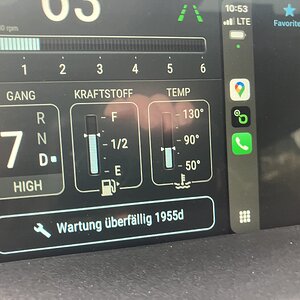 63
10:53
LTE
Favorite
rpm
1 2 3 4 5 6
GANG
KRAFTSTOFF
TEMP
R
N
D
7
HIGH
F
1/2
E
130°
90°
50°
Wartung überfällig 1955d